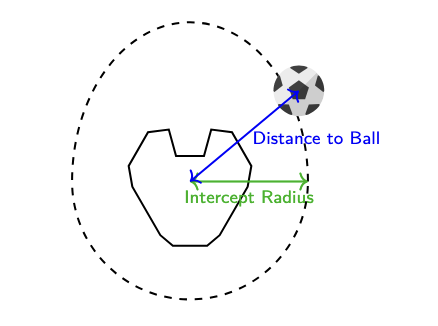 Distance to Ball
Intercept Radius